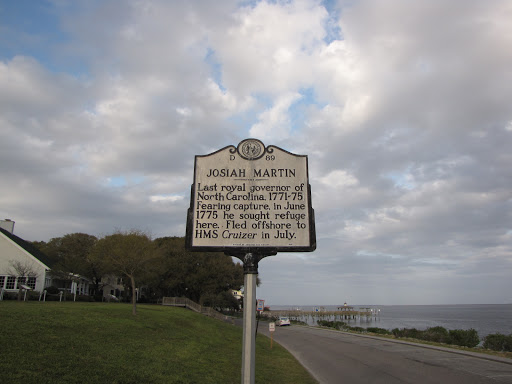 D 69
JOSIAH MARTIN
Last royal governor of
North Carolina, 1771-75
Fearing capture, in June
1775 he sought refuge
here. Fled offshore to
HMS Cruizer in July.